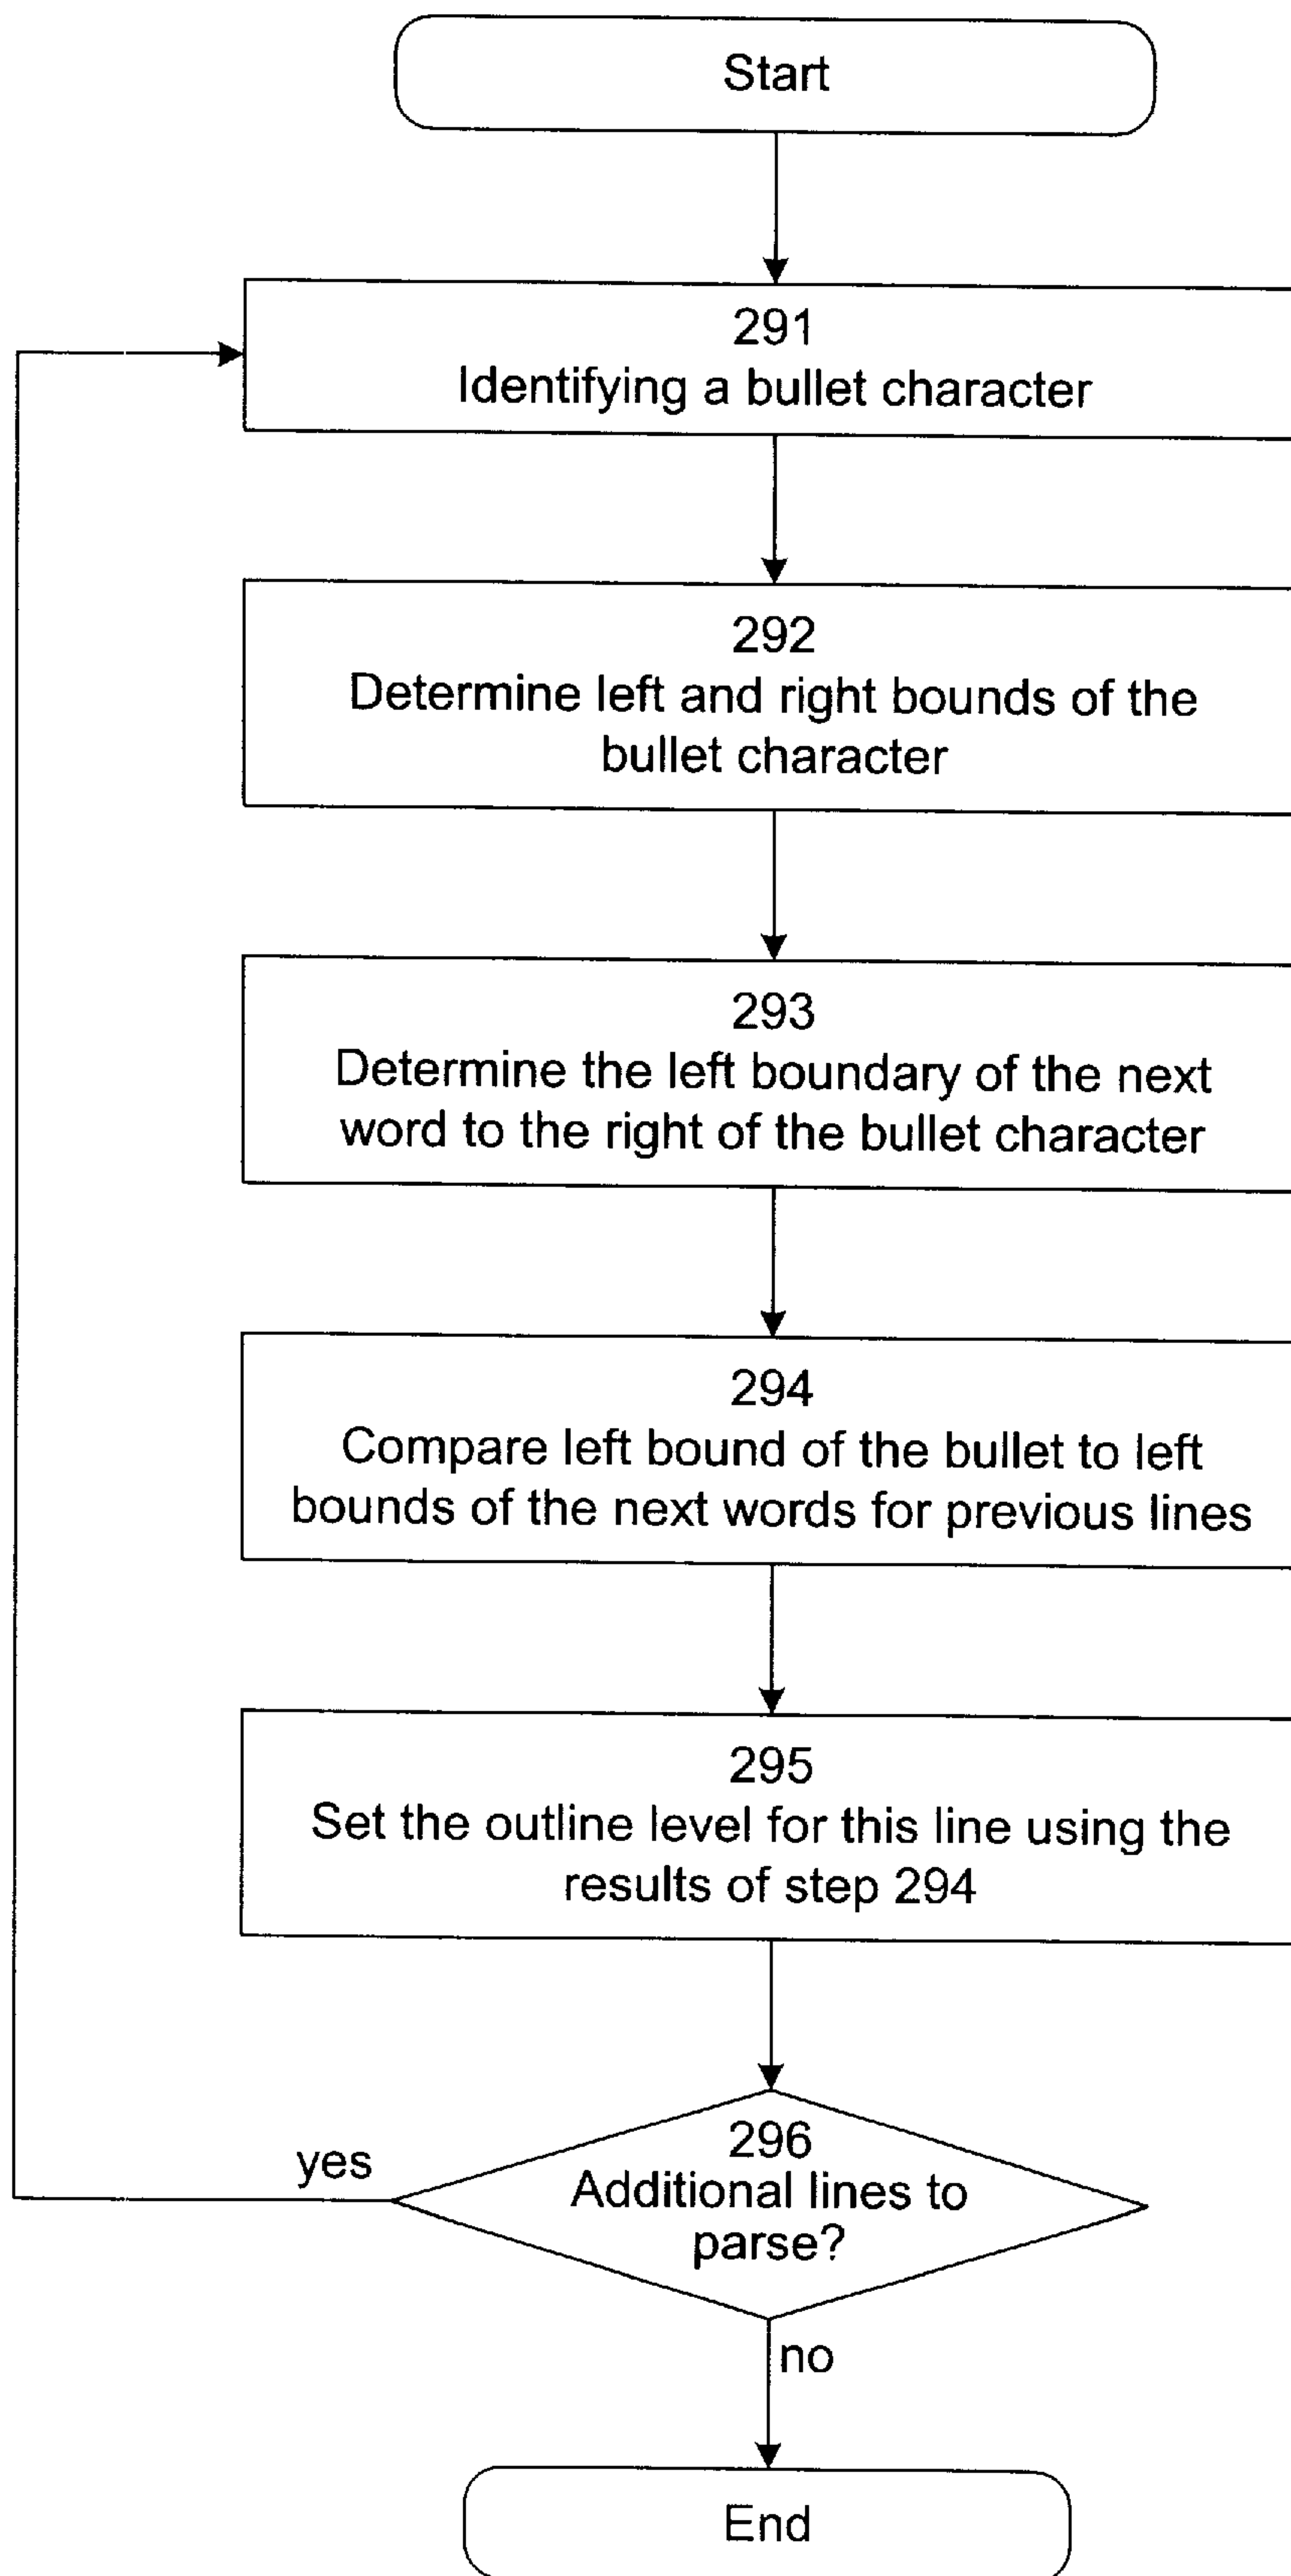 Start
291
Identifying a bullet character
292
Determine left and right bounds of the
bullet character
293
Determine the left boundary of the next
word to the right of the bullet character
294
Compare left bound of the bullet to left
bounds of the next words for previous lines
295
Set the outline level for this line using the
results of step 294
296
Additional lines to
parse?
yes
no
End